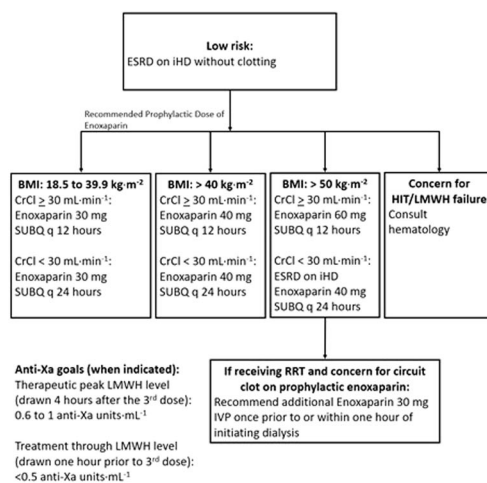 Low risk:
ESRD on iHD without clotting
Recommended Prophylactic Dose of
Enoxaparin
BMI: 18.5 to 39.9 kg·m⁻²
CrCl ≥ 30 mL·min⁻¹:
Enoxaparin 30 mg
SUBQ q 12 hours
CrCl < 30 mL·min⁻¹:
Enoxaparin 30 mg
SUBQ q 24 hours
BMI: > 40 kg·m⁻²
CrCl ≥ 30 mL·min⁻¹:
Enoxaparin 40 mg
SUBQ q 12 hours
CrCl < 30 mL·min⁻¹:
Enoxaparin 40 mg
SUBQ q 24 hours
BMI: > 50 kg·m⁻²
CrCl ≥ 30 mL·min⁻¹:
Enoxaparin 60 mg
SUBQ q 12 hours
CrCl < 30 mL·min⁻¹:
ESRD on iHD
Enoxaparin 40 mg
SUBQ q 24 hours
Concern for
HIT/LMWH failure
Consult
hematology
Anti-Xa goals (when indicated):
Therapeutic peak LMWH level
(drawn 4 hours after the 3rd dose):
0.6 to 1 anti-Xa units·mL⁻¹
Treatment through LMWH level
(drawn one hour prior to 3rd dose):
<0.5 anti-Xa units·mL⁻¹
If receiving RRT and concern for circuit
clot on prophylactic enoxaparin:
Recommend additional Enoxaparin 30 mg
IVP once prior to or within one hour of
initiating dialysis